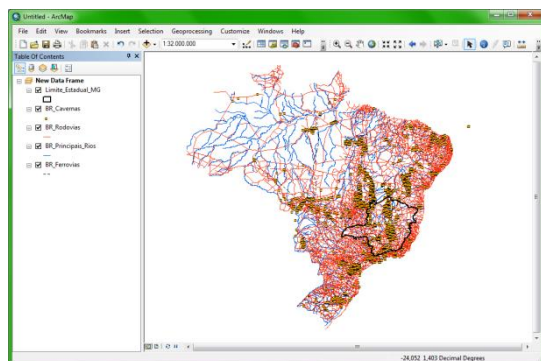 Untitled - ArcMap
File Edit View Bookmarks Insert Selection Geoprocessing Customize Windows Help
1:32.000.000
Table Of Contents
New Data Frame
Limite_Estadual_MG
BR_Cavernas
BR_Rodovias
BR_Principais_Rios
BR_Ferrovias
-24,052 1,403 Decimal Degrees